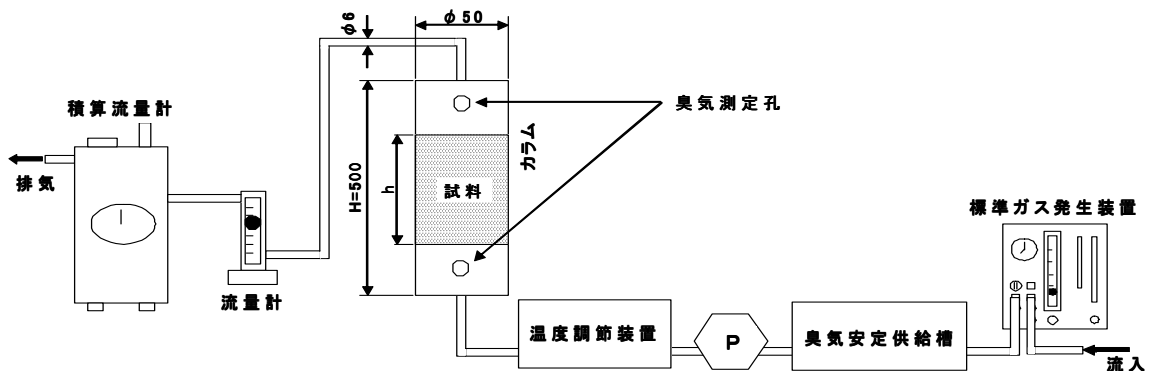 φ50
φ6
積算流量計
臭気測定孔
カラム
排気
H=500
h
試料
標準ガス発生装置
流量計
温度調節装置
P
臭気安定供給槽
流入